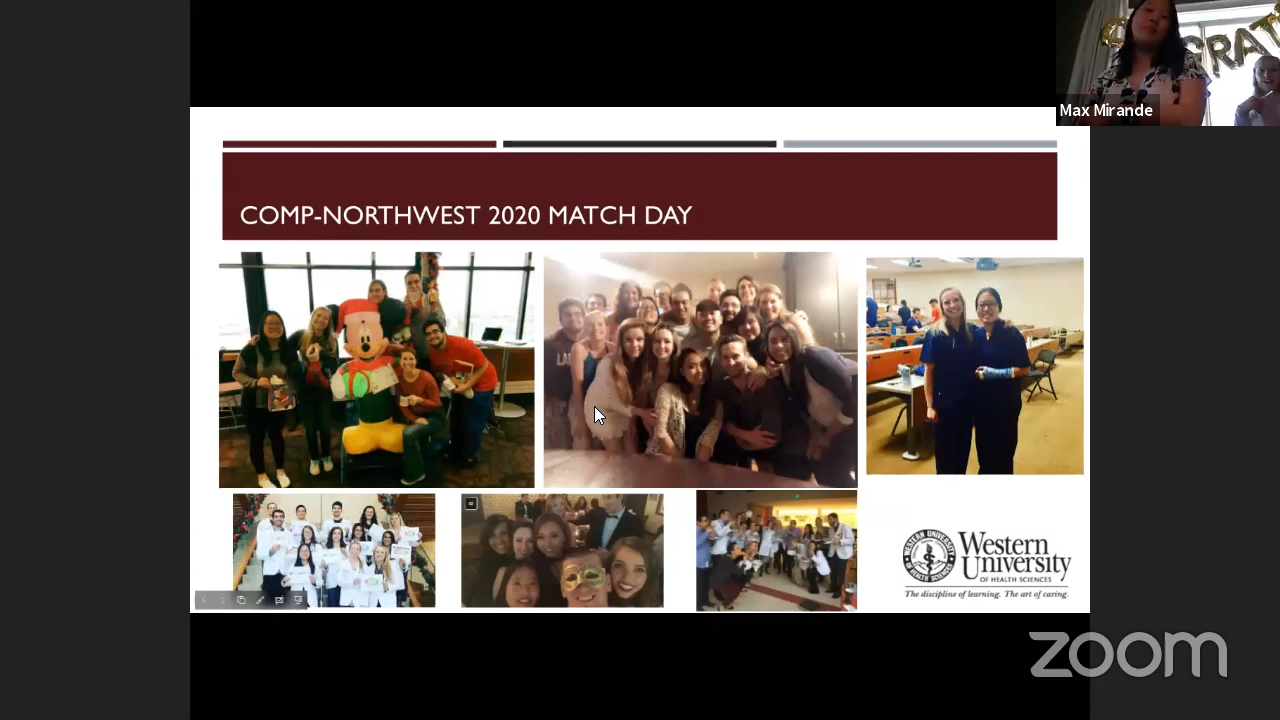 GRAT
Max Mirande
COMP-NORTHWEST 2020 MATCH DAY
Western
University
OF HEALTH SCIENCES
The discipline of learning. The art of caring.
zoom